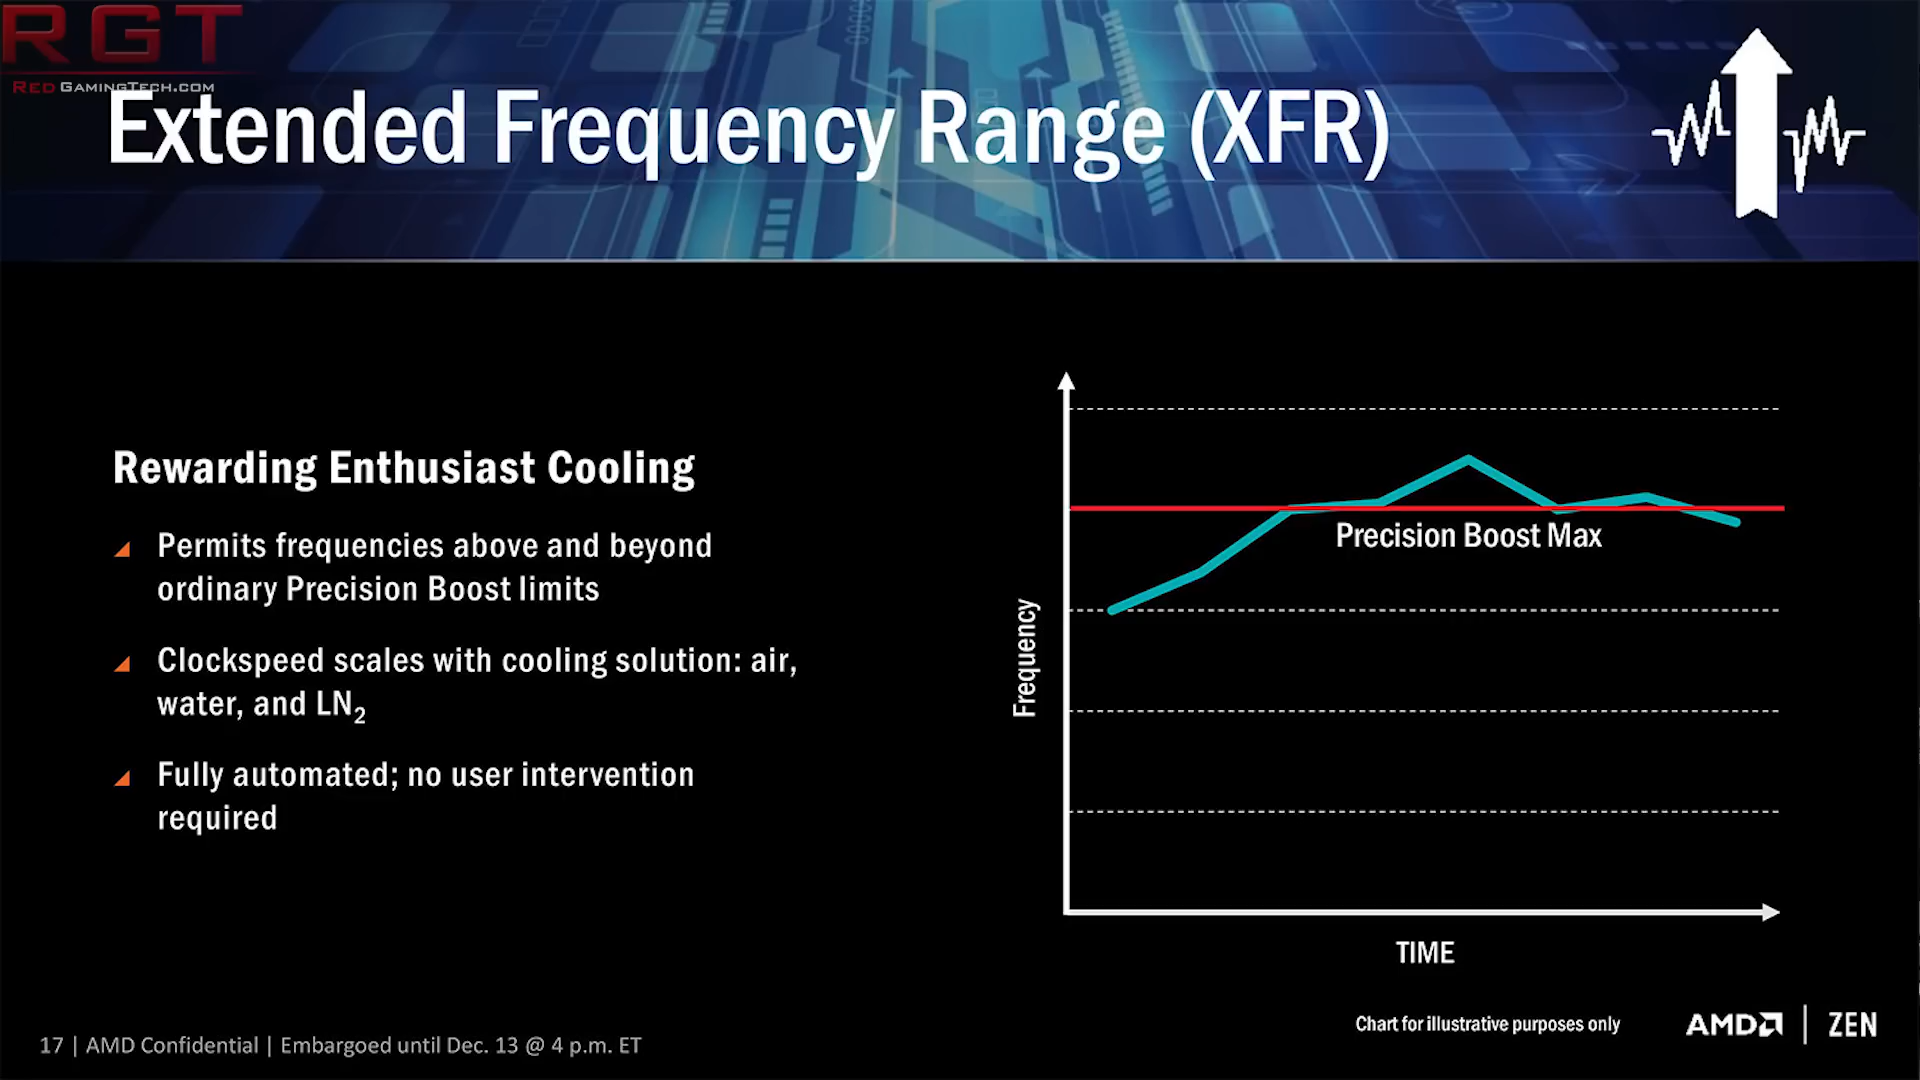 RGT
RedGamingTech.com
Extended Frequency Range (XFR)
Rewarding Enthusiast Cooling
Permits frequencies above and beyond
ordinary Precision Boost limits
Clockspeed scales with cooling solution: air,
water, and LN₂
Fully automated; no user intervention
required
Precision Boost Max
Frequency
TIME
Chart for illustrative purposes only
AMD | ZEN
17 | AMD Confidential | Embargoed until Dec. 13 @ 4 p.m. ET